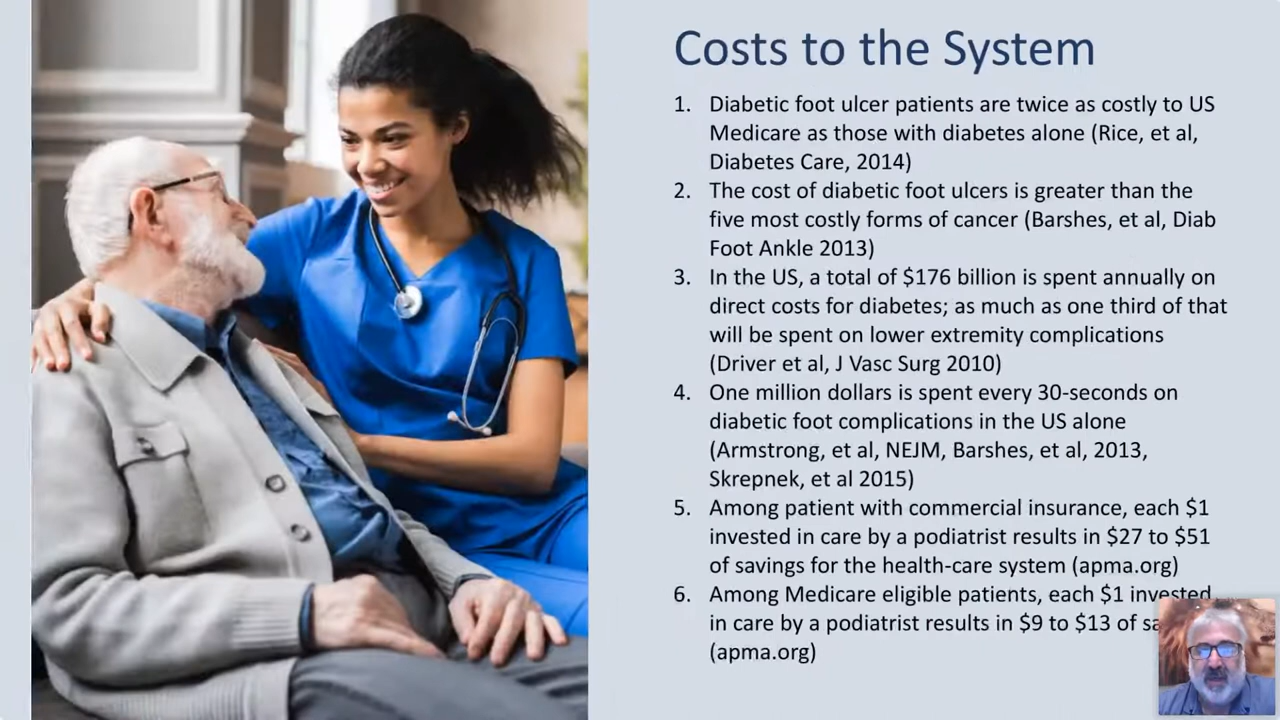 Costs to the System
1. Diabetic foot ulcer patients are twice as costly to US
Medicare as those with diabetes alone (Rice, et al,
Diabetes Care, 2014)
2. The cost of diabetic foot ulcers is greater than the
five most costly forms of cancer (Barshes, et al, Diab
Foot Ankle 2013)
3. In the US, a total of $176 billion is spent annually on
direct costs for diabetes; as much as one third of that
will be spent on lower extremity complications
(Driver et al, J Vasc Surg 2010)
4. One million dollars is spent every 30-seconds on
diabetic foot complications in the US alone
(Armstrong, et al, NEJM, Barshes, et al, 2013,
Skrepnek, et al 2015)
5. Among patient with commercial insurance, each $1
invested in care by a podiatrist results in $27 to $51
of savings for the health-care system (apma.org)
6. Among Medicare eligible patients, each $1 invested
in care by a podiatrist results in $9 to $13 of
(apma.org)